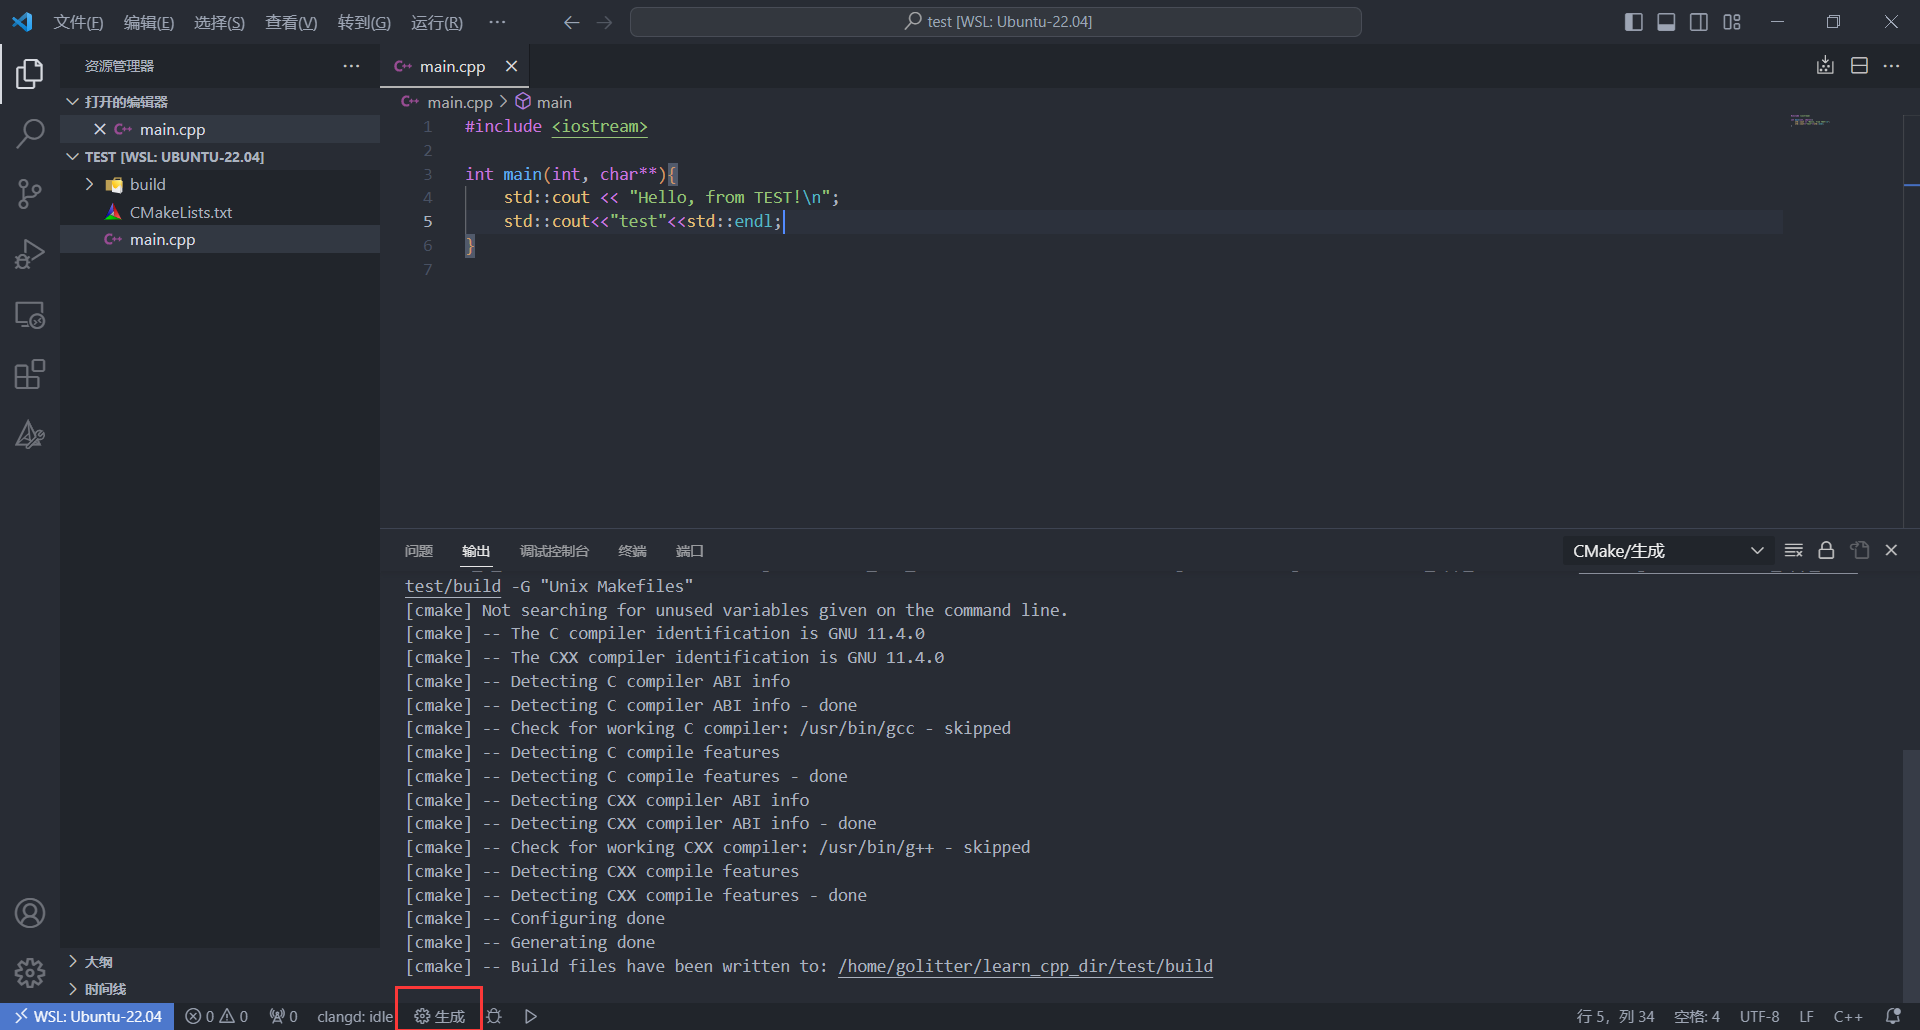 文件(F) 编辑(E) 选择(S) 查看(V) 转到(G) 运行(R) ···
test [WSL: Ubuntu-22.04]
资源管理器
打开的编辑器
main.cpp
TEST [WSL: UBUNTU-22.04]
build
CMakeLists.txt
main.cpp
大纲
时间线
main.cpp
main.cpp > main
1 #include <iostream>
2
3 int main(int, char**){
4 std::cout << "Hello, from TEST!\n";
5 std::cout<<"test"<<std::endl;
6 }
7
问题 输出 调试控制台 终端 端口
CMake/生成
test/build -G "Unix Makefiles"
[cmake] Not searching for unused variables given on the command line.
[cmake] -- The C compiler identification is GNU 11.4.0
[cmake] -- The CXX compiler identification is GNU 11.4.0
[cmake] -- Detecting C compiler ABI info
[cmake] -- Detecting C compiler ABI info - done
[cmake] -- Check for working C compiler: /usr/bin/gcc - skipped
[cmake] -- Detecting C compile features
[cmake] -- Detecting C compile features - done
[cmake] -- Detecting CXX compiler ABI info
[cmake] -- Detecting CXX compiler ABI info - done
[cmake] -- Check for working CXX compiler: /usr/bin/g++ - skipped
[cmake] -- Detecting CXX compile features
[cmake] -- Detecting CXX compile features - done
[cmake] -- Configuring done
[cmake] -- Generating done
[cmake] -- Build files have been written to: /home/golitter/learn_cpp_dir/test/build
WSL: Ubuntu-22.04 0 0 0 clangd: idle 生成 行 5，列 34 空格: 4 UTF-8 LF C++